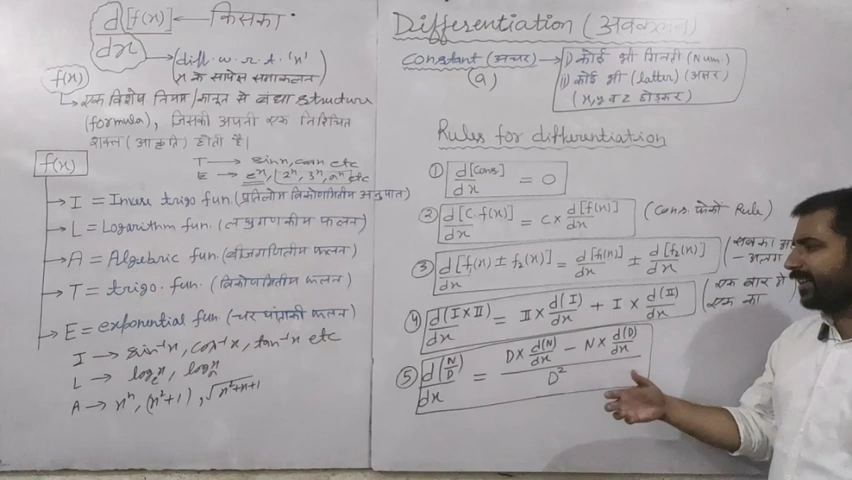 d[f(x)] ← किसका
dx
→ diff. w. r. t. 'x'
x के सापेक्ष
f(x)
→ एक विशेष नियम/कानून से बंधा structure
(formula), जिसकी अपनी एक निश्चित
शक्ल (आकृति) होती है।
f(x)
T → sinx, cosx etc
E → e^x, 2^x, 3^x, a^x etc
→ I = Inverse trigo fun. (प्रतिलोम त्रिकोणमितीय अनुपात)
→ L = Logarithm fun. (लघुगणकीय फलन)
→ A = Algebric fun. (बीजगणितीय फलन)
→ T = trigo. fun. (त्रिकोणमितीय फलन)
→ E = exponential fun. (चर घातांकी फलन)
I → sin⁻¹x, cos⁻¹x, tan⁻¹x etc
L →
A → xⁿ, (x²+1), √x²+x+1
Differentiation (अवकलन)
Constant (अचर) → i) कोई भी गिनती (Num.)
(a) ii) कोई भी (latter) (अक्षर)
(x, y व z छोड़कर)
Rules for differentiation
① d[Cons]/dx = 0
② d[C.f(x)]/dx = C × d[f(x)]/dx (Cons. Rule)
③ d[f₁(x) ± f₂(x)]/dx = d[f₁(x)]/dx ± d[f₂(x)]/dx (सबका
- अलग
④ d(I×II)/dx = II × d(I)/dx + I × d(II)/dx (एक बार में
एक का
⑤ d(N/D)/dx = D × d(N)/dx − N × d(D)/dx / D²